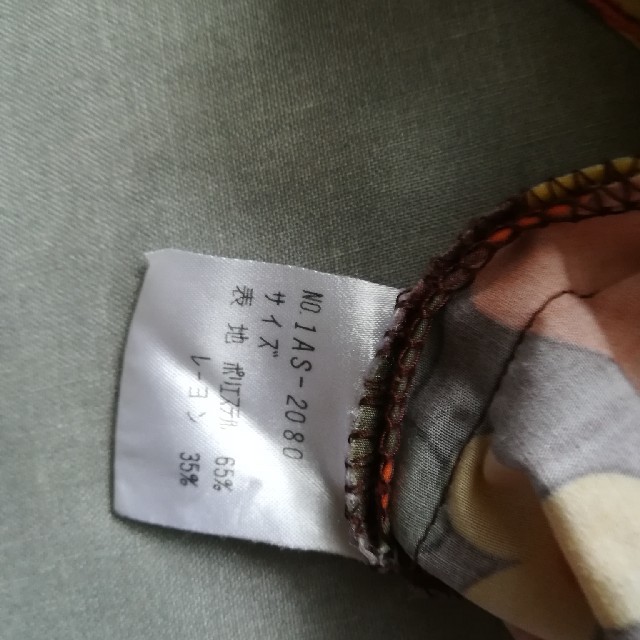 NO. 1AS-2080
サイズ
表 地 ポリエステル 65%
レーヨン 35%